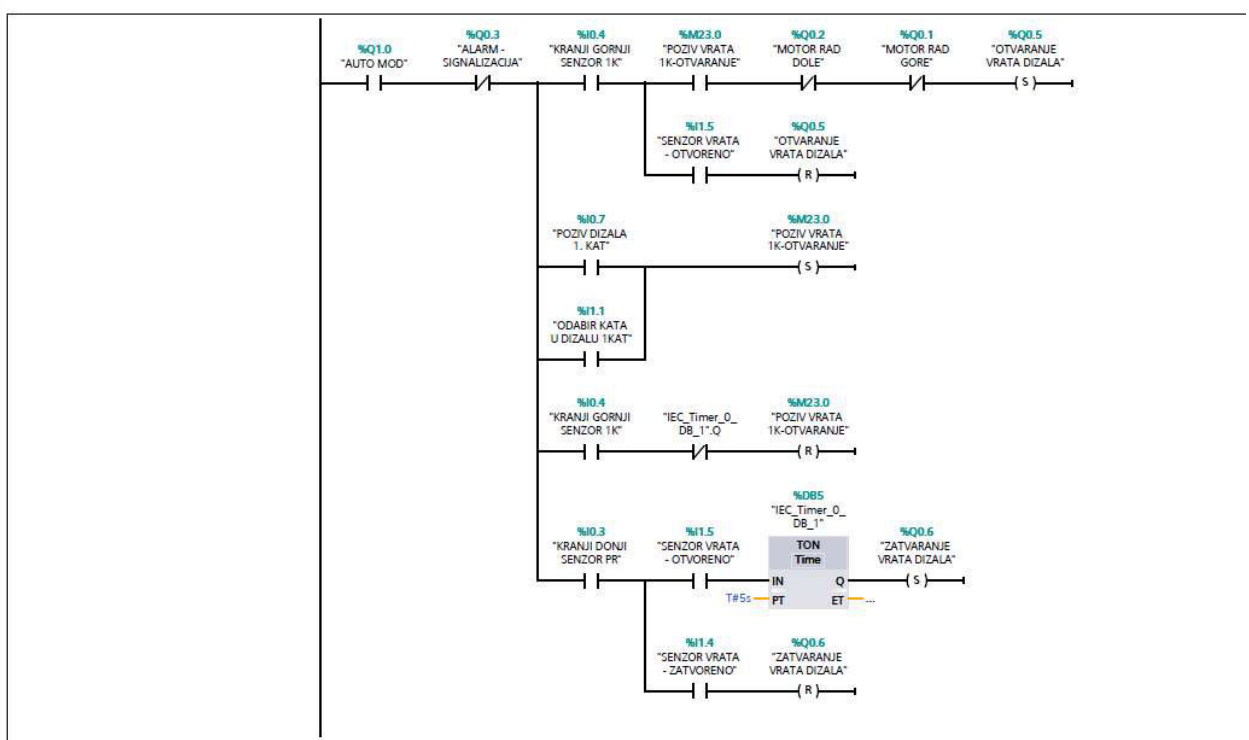 %Q1.0
"AUTO MOD"
%Q0.3
"ALARM -
SIGNALIZACIJA"
%I0.4
"KRANJI GORNJI
SENZOR 1K"
%M23.0
"POZIV VRATA
1K-OTVARANJE"
%Q0.2
"MOTOR RAD
DOLE"
%Q0.1
"MOTOR RAD
GORE"
%Q0.5
"OTVARANJE
VRATA DIZALA"
S
%I1.5
"SENZOR VRATA
- OTVORENO"
%Q0.5
"OTVARANJE
VRATA DIZALA"
R
%I0.7
"POZIV DIZALA
1. KAT"
%M23.0
"POZIV VRATA
1K-OTVARANJE"
S
%I1.1
"ODABIR KATA
U DIZALU 1KAT"
%I0.4
"KRANJI GORNJI
SENZOR 1K"
"IEC_Timer_0_
DB_1".Q
%M23.0
"POZIV VRATA
1K-OTVARANJE"
R
%I0.3
"KRANJI DONJI
SENZOR PR"
%I1.5
"SENZOR VRATA
- OTVORENO"
%DB5
"IEC_Timer_0_
DB_1"
TON
Time
IN Q
T#5s PT ET ...
%Q0.6
"ZATVARANJE
VRATA DIZALA"
S
%I1.4
"SENZOR VRATA
- ZATVORENO"
%Q0.6
"ZATVARANJE
VRATA DIZALA"
R